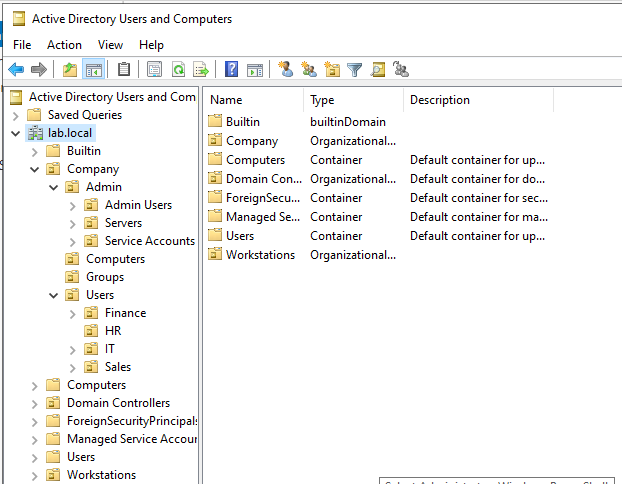 Active Directory Users and Computers
File Action View Help
Active Directory Users and Com
Saved Queries
lab.local
Builtin
Company
Admin
Admin Users
Servers
Service Accounts
Computers
Groups
Users
Finance
HR
IT
Sales
Computers
Domain Controllers
ForeignSecurityPrincipals
Managed Service Accour
Users
Workstations
Name Type Description
Builtin builtinDomain
Company Organizational...
Computers Container Default container for up...
Domain Con... Organizational... Default container for do...
ForeignSecu... Container Default container for sec...
Managed Se... Container Default container for ma...
Users Container Default container for up...
Workstations Organizational...